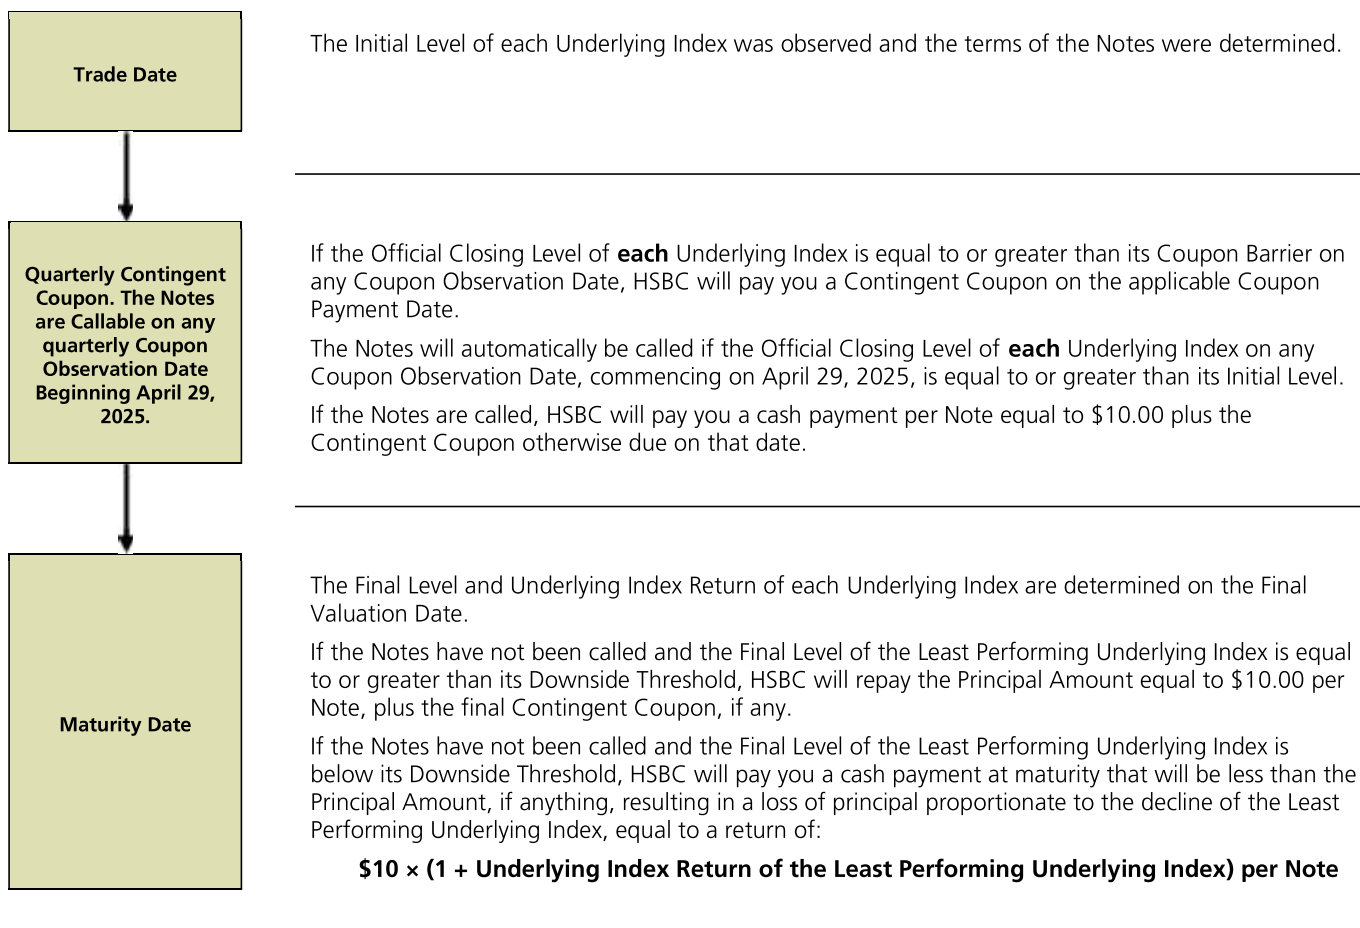 Trade Date
The Initial Level of each Underlying Index was observed and the terms of the Notes were determined.
Quarterly Contingent
Coupon. The Notes
are Callable on any
quarterly Coupon
Observation Date
Beginning April 29,
2025.
If the Official Closing Level of each Underlying Index is equal to or greater than its Coupon Barrier on
any Coupon Observation Date, HSBC will pay you a Contingent Coupon on the applicable Coupon
Payment Date.
The Notes will automatically be called if the Official Closing Level of each Underlying Index on any
Coupon Observation Date, commencing on April 29, 2025, is equal to or greater than its Initial Level.
If the Notes are called, HSBC will pay you a cash payment per Note equal to $10.00 plus the
Contingent Coupon otherwise due on that date.
Maturity Date
The Final Level and Underlying Index Return of each Underlying Index are determined on the Final
Valuation Date.
If the Notes have not been called and the Final Level of the Least Performing Underlying Index is equal
to or greater than its Downside Threshold, HSBC will repay the Principal Amount equal to $10.00 per
Note, plus the final Contingent Coupon, if any.
If the Notes have not been called and the Final Level of the Least Performing Underlying Index is
below its Downside Threshold, HSBC will pay you a cash payment at maturity that will be less than the
Principal Amount, if anything, resulting in a loss of principal proportionate to the decline of the Least
Performing Underlying Index, equal to a return of:
$10 × (1 + Underlying Index Return of the Least Performing Underlying Index) per Note